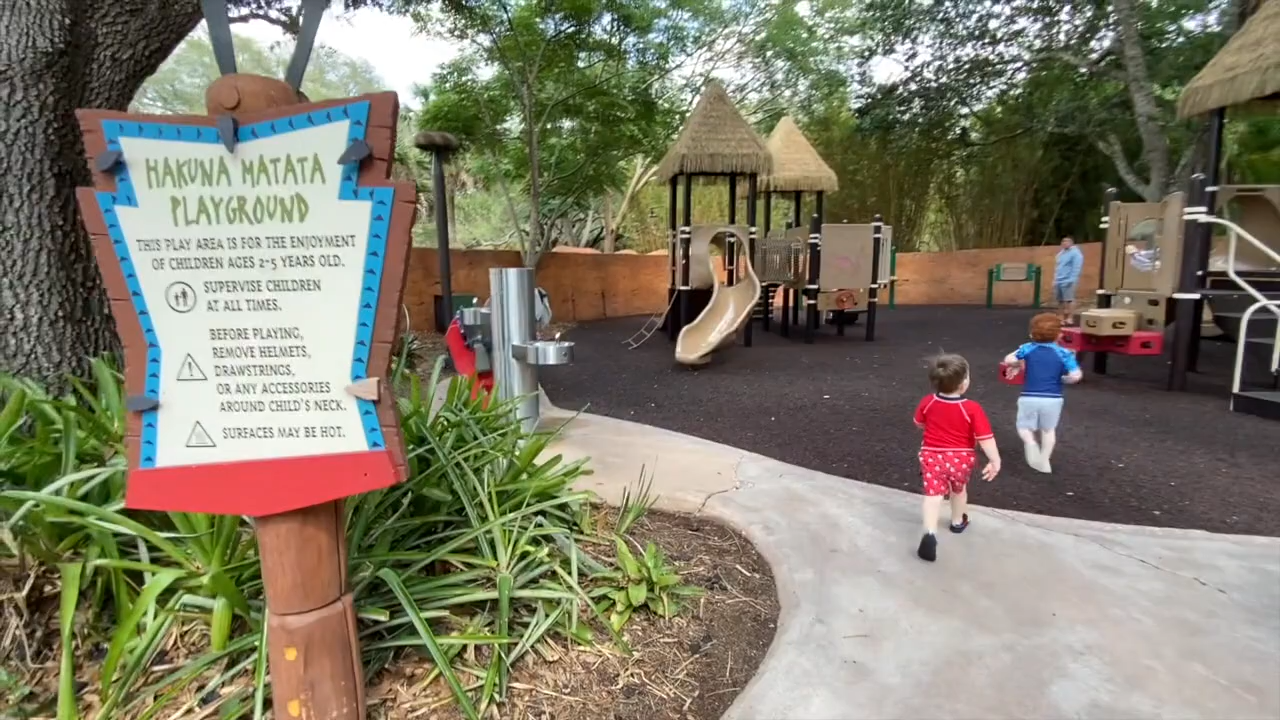 HAKUNA MATATA
PLAYGROUND
THIS PLAY AREA IS FOR THE ENJOYMENT
OF CHILDREN AGES 2-5 YEARS OLD.
SUPERVISE CHILDREN
AT ALL TIMES.
BEFORE PLAYING,
REMOVE HELMETS,
DRAWSTRINGS,
OR ANY ACCESSORIES
AROUND CHILD'S NECK.
SURFACES MAY BE HOT.